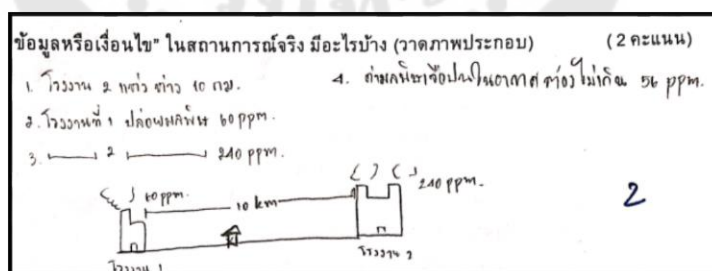 ข้อมูลหรือเงื่อนไข" ในสถานการณ์จริง มีอะไรบ้าง (วาดภาพประกอบ) (2 คะแนน)
1. โรงงาน 2 แห่ง ห่าง 10 กม.
4. ค่ามลพิษเจือปนในอากาศ ต้องไม่เกิน 56 ppm.
2. โรงงานที่ 1 ปล่อยมลพิษ 60 ppm.
3. 2 240 ppm.
60 ppm.
10 km
240 ppm.
2
โรงงาน 1
โรงงาน 2